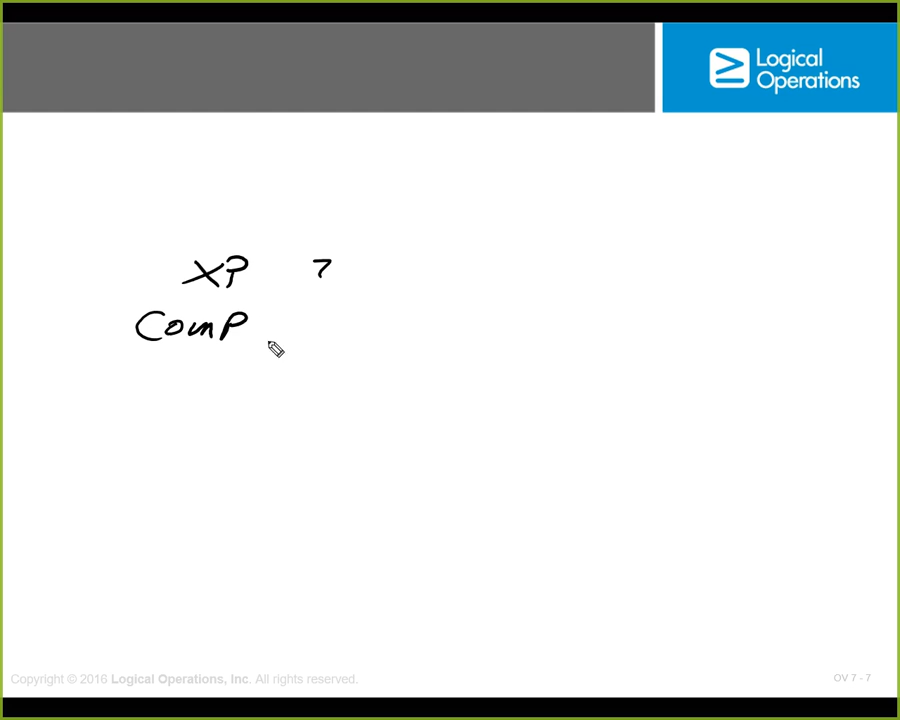 Logical
Operations
XP 7
Comp
Copyright © 2016 Logical Operations, Inc. All rights reserved.
OV 7 - 7